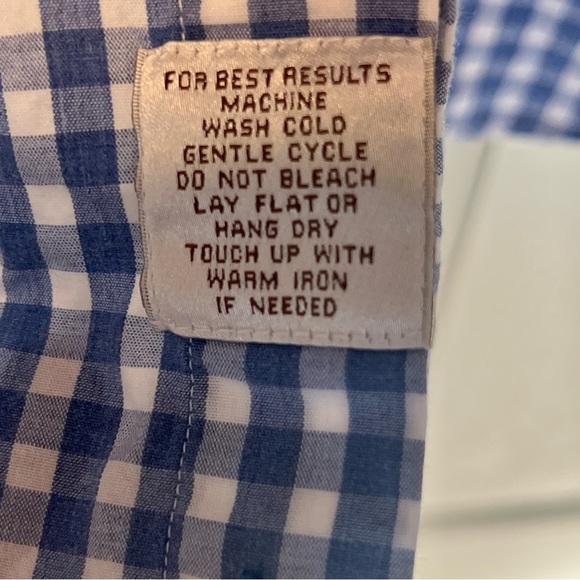 FOR BEST RESULTS
MACHINE
WASH COLD
GENTLE CYCLE
DO NOT BLEACH
LAY FLAT OR
HANG DRY
TOUCH UP WITH
WARM IRON
IF NEEDED